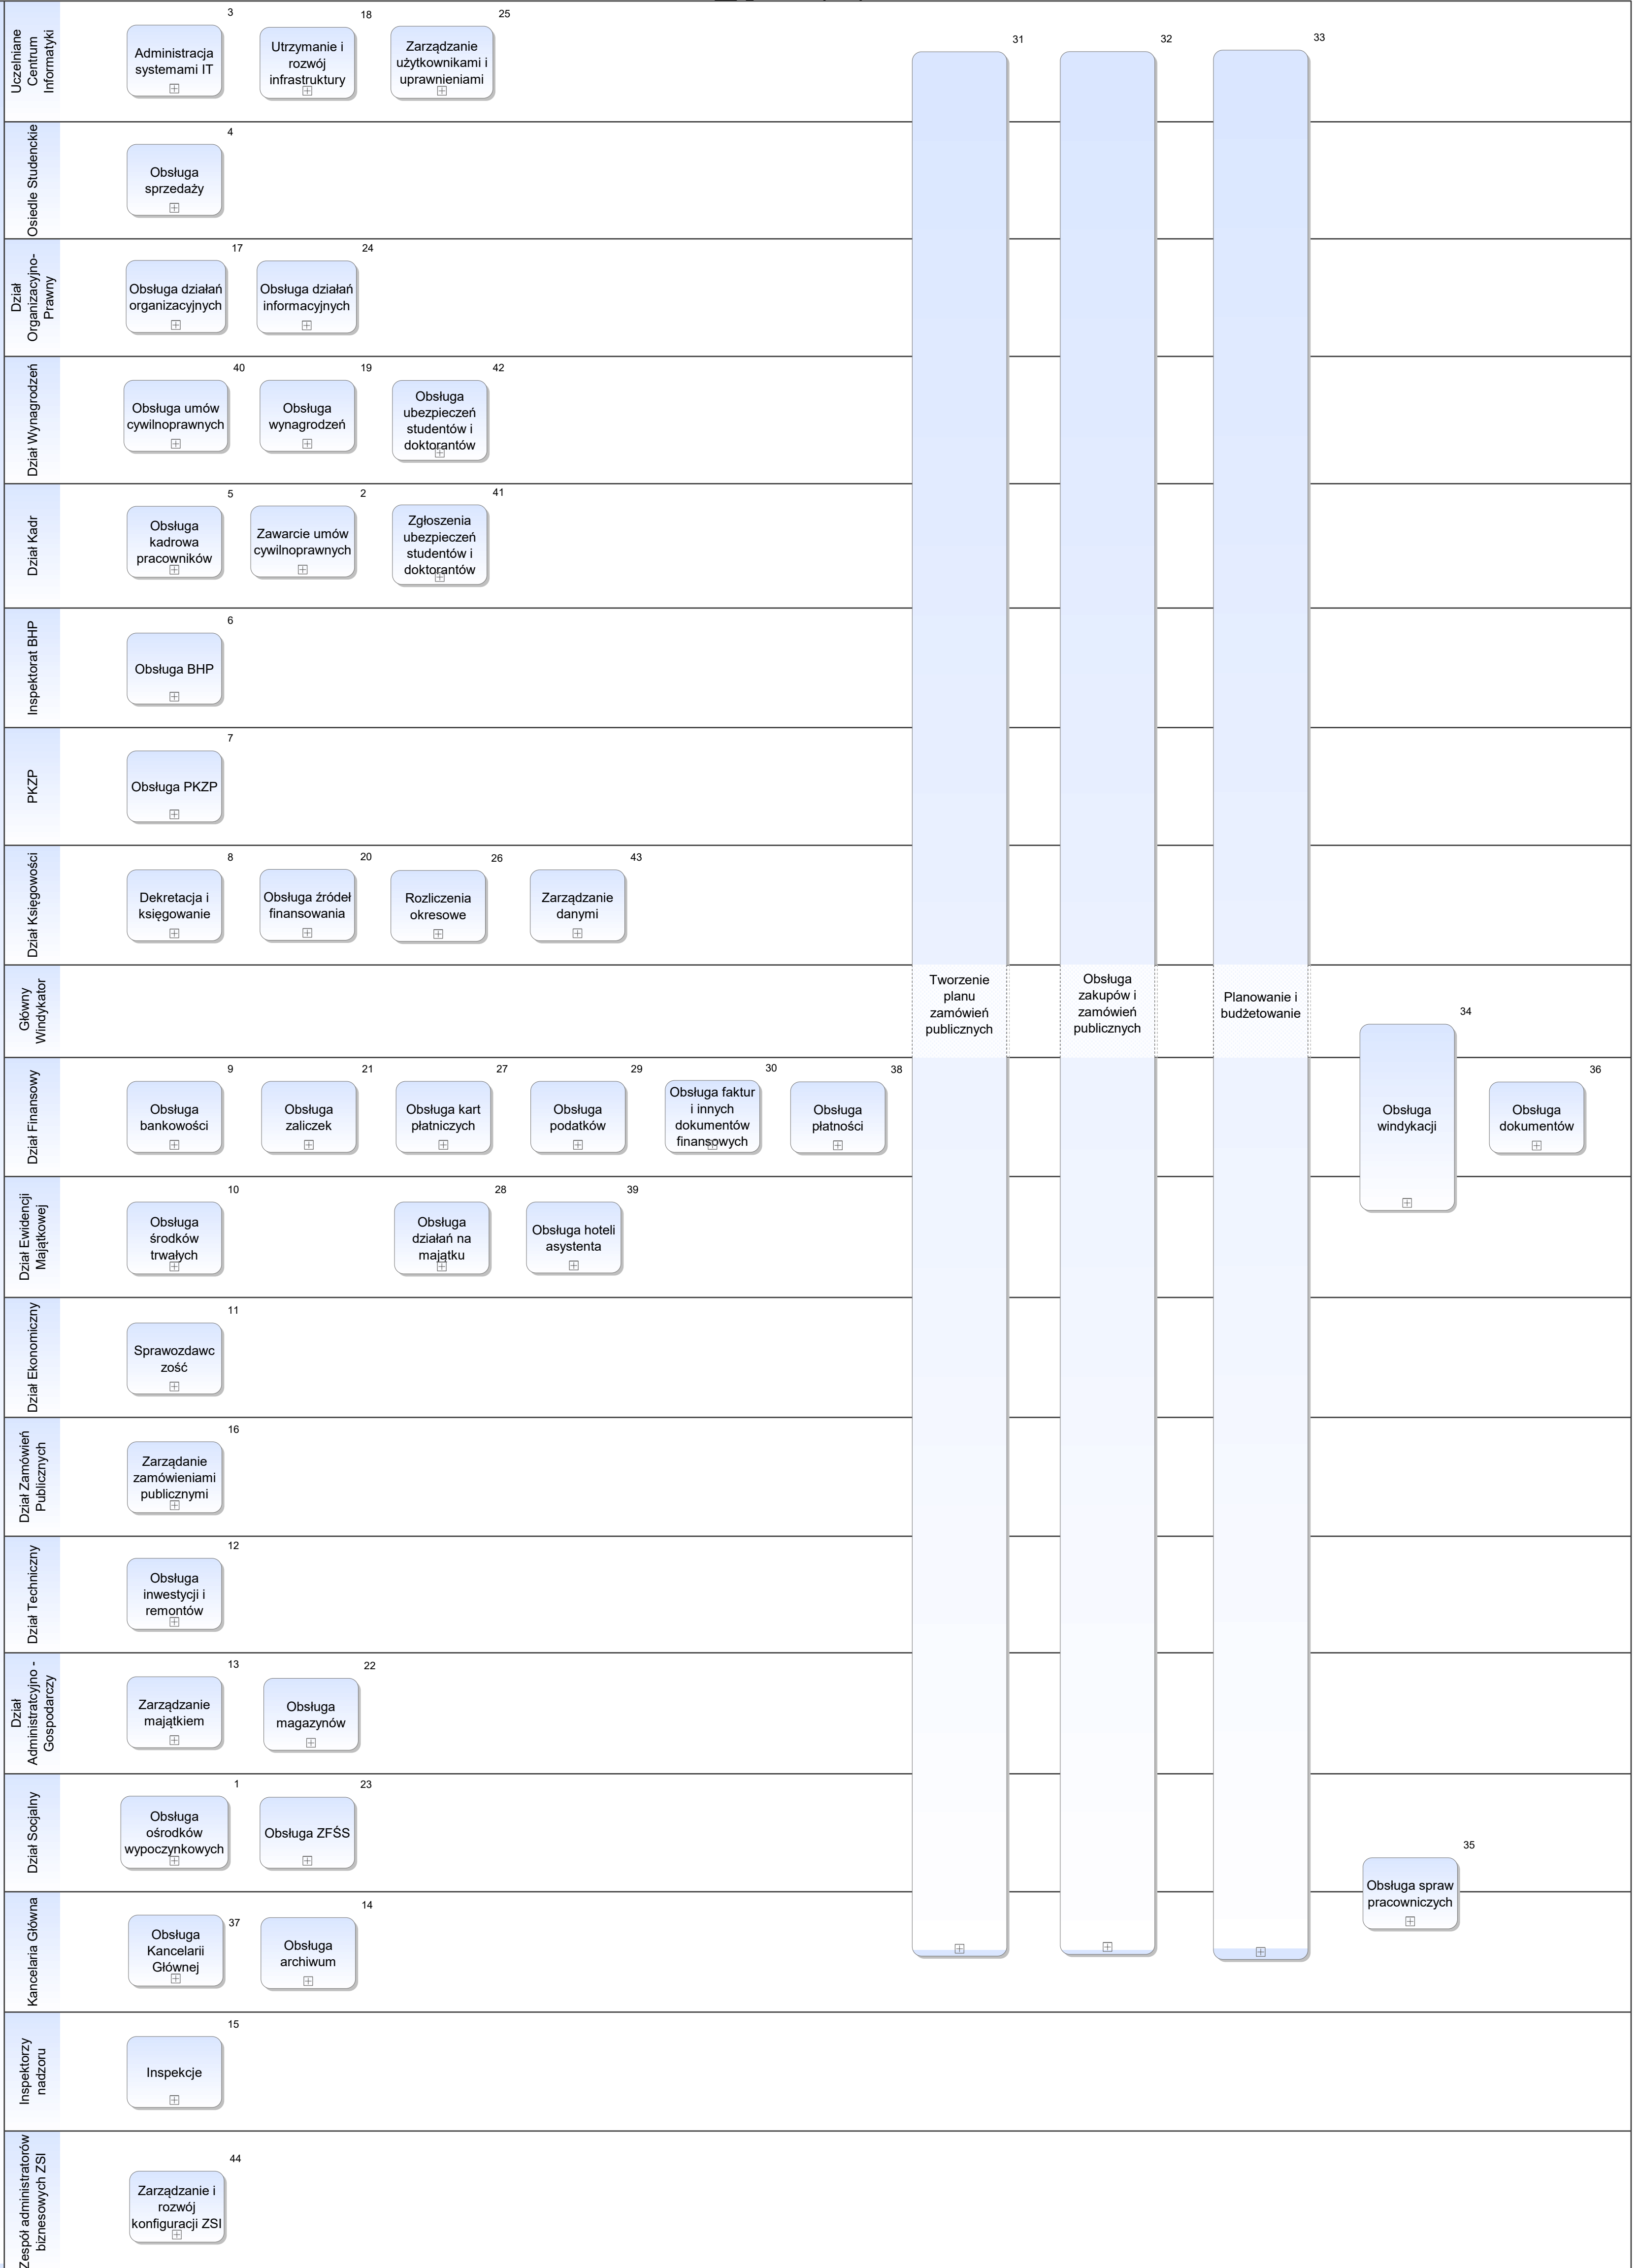 Uczelniane
Centrum
Informatyki
3
Administracja
systemami IT
18
Utrzymanie i
rozwój
infrastruktury
25
Zarządzanie
użytkownikami i
uprawnieniami
31
32
33
Osiedle Studenckie
4
Obsługa
sprzedaży
Dział
Organizacyjno-
Prawny
17
Obsługa działań
organizacyjnych
24
Obsługa działań
informacyjnych
Dział Wynagrodzeń
40
Obsługa umów
cywilnoprawnych
19
Obsługa
wynagrodzeń
42
Obsługa
ubezpieczeń
studentów i
doktorantów
Dział Kadr
5
Obsługa
kadrowa
pracowników
2
Zawarcie umów
cywilnoprawnych
41
Zgłoszenia
ubezpieczeń
studentów i
doktorantów
Inspektorat BHP
6
Obsługa BHP
PKZP
7
Obsługa PKZP
Dział Księgowości
8
Dekretacja i
księgowanie
20
Obsługa źródeł
finansowania
26
Rozliczenia
okresowe
43
Zarządzanie
danymi
Główny
Windykator
Tworzenie
planu
zamówień
publicznych
Obsługa
zakupów i
zamówień
publicznych
Planowanie i
budżetowanie
34
Obsługa
windykacji
Dział Finansowy
9
Obsługa
bankowości
21
Obsługa
zaliczek
27
Obsługa kart
płatniczych
29
Obsługa
podatków
30
Obsługa faktur
i innych
dokumentów
finansowych
38
Obsługa
płatności
36
Obsługa
dokumentów
Dział Ewidencji
Majątkowej
10
Obsługa
środków
trwałych
28
Obsługa
działań na
majątku
39
Obsługa hoteli
asystenta
Dział Ekonomiczny
11
Sprawozdawc
zość
Dział Zamówień
Publicznych
16
Zarządanie
zamówieniami
publicznymi
Dział Techniczny
12
Obsługa
inwestycji i
remontów
Dział
Administratcyjno -
Gospodarczy
13
Zarządzanie
majątkiem
22
Obsługa
magazynów
Dział Socjalny
1
Obsługa
ośrodków
wypoczynkowych
23
Obsługa ZFŚS
35
Obsługa spraw
pracowniczych
Kancelaria Główna
37
Obsługa
Kancelarii
Głównej
14
Obsługa
archiwum
Inspektorzy
nadzoru
15
Inspekcje
Zespół administratorów
biznesowych ZSI
44
Zarządzanie i
rozwój
konfiguracji ZSI